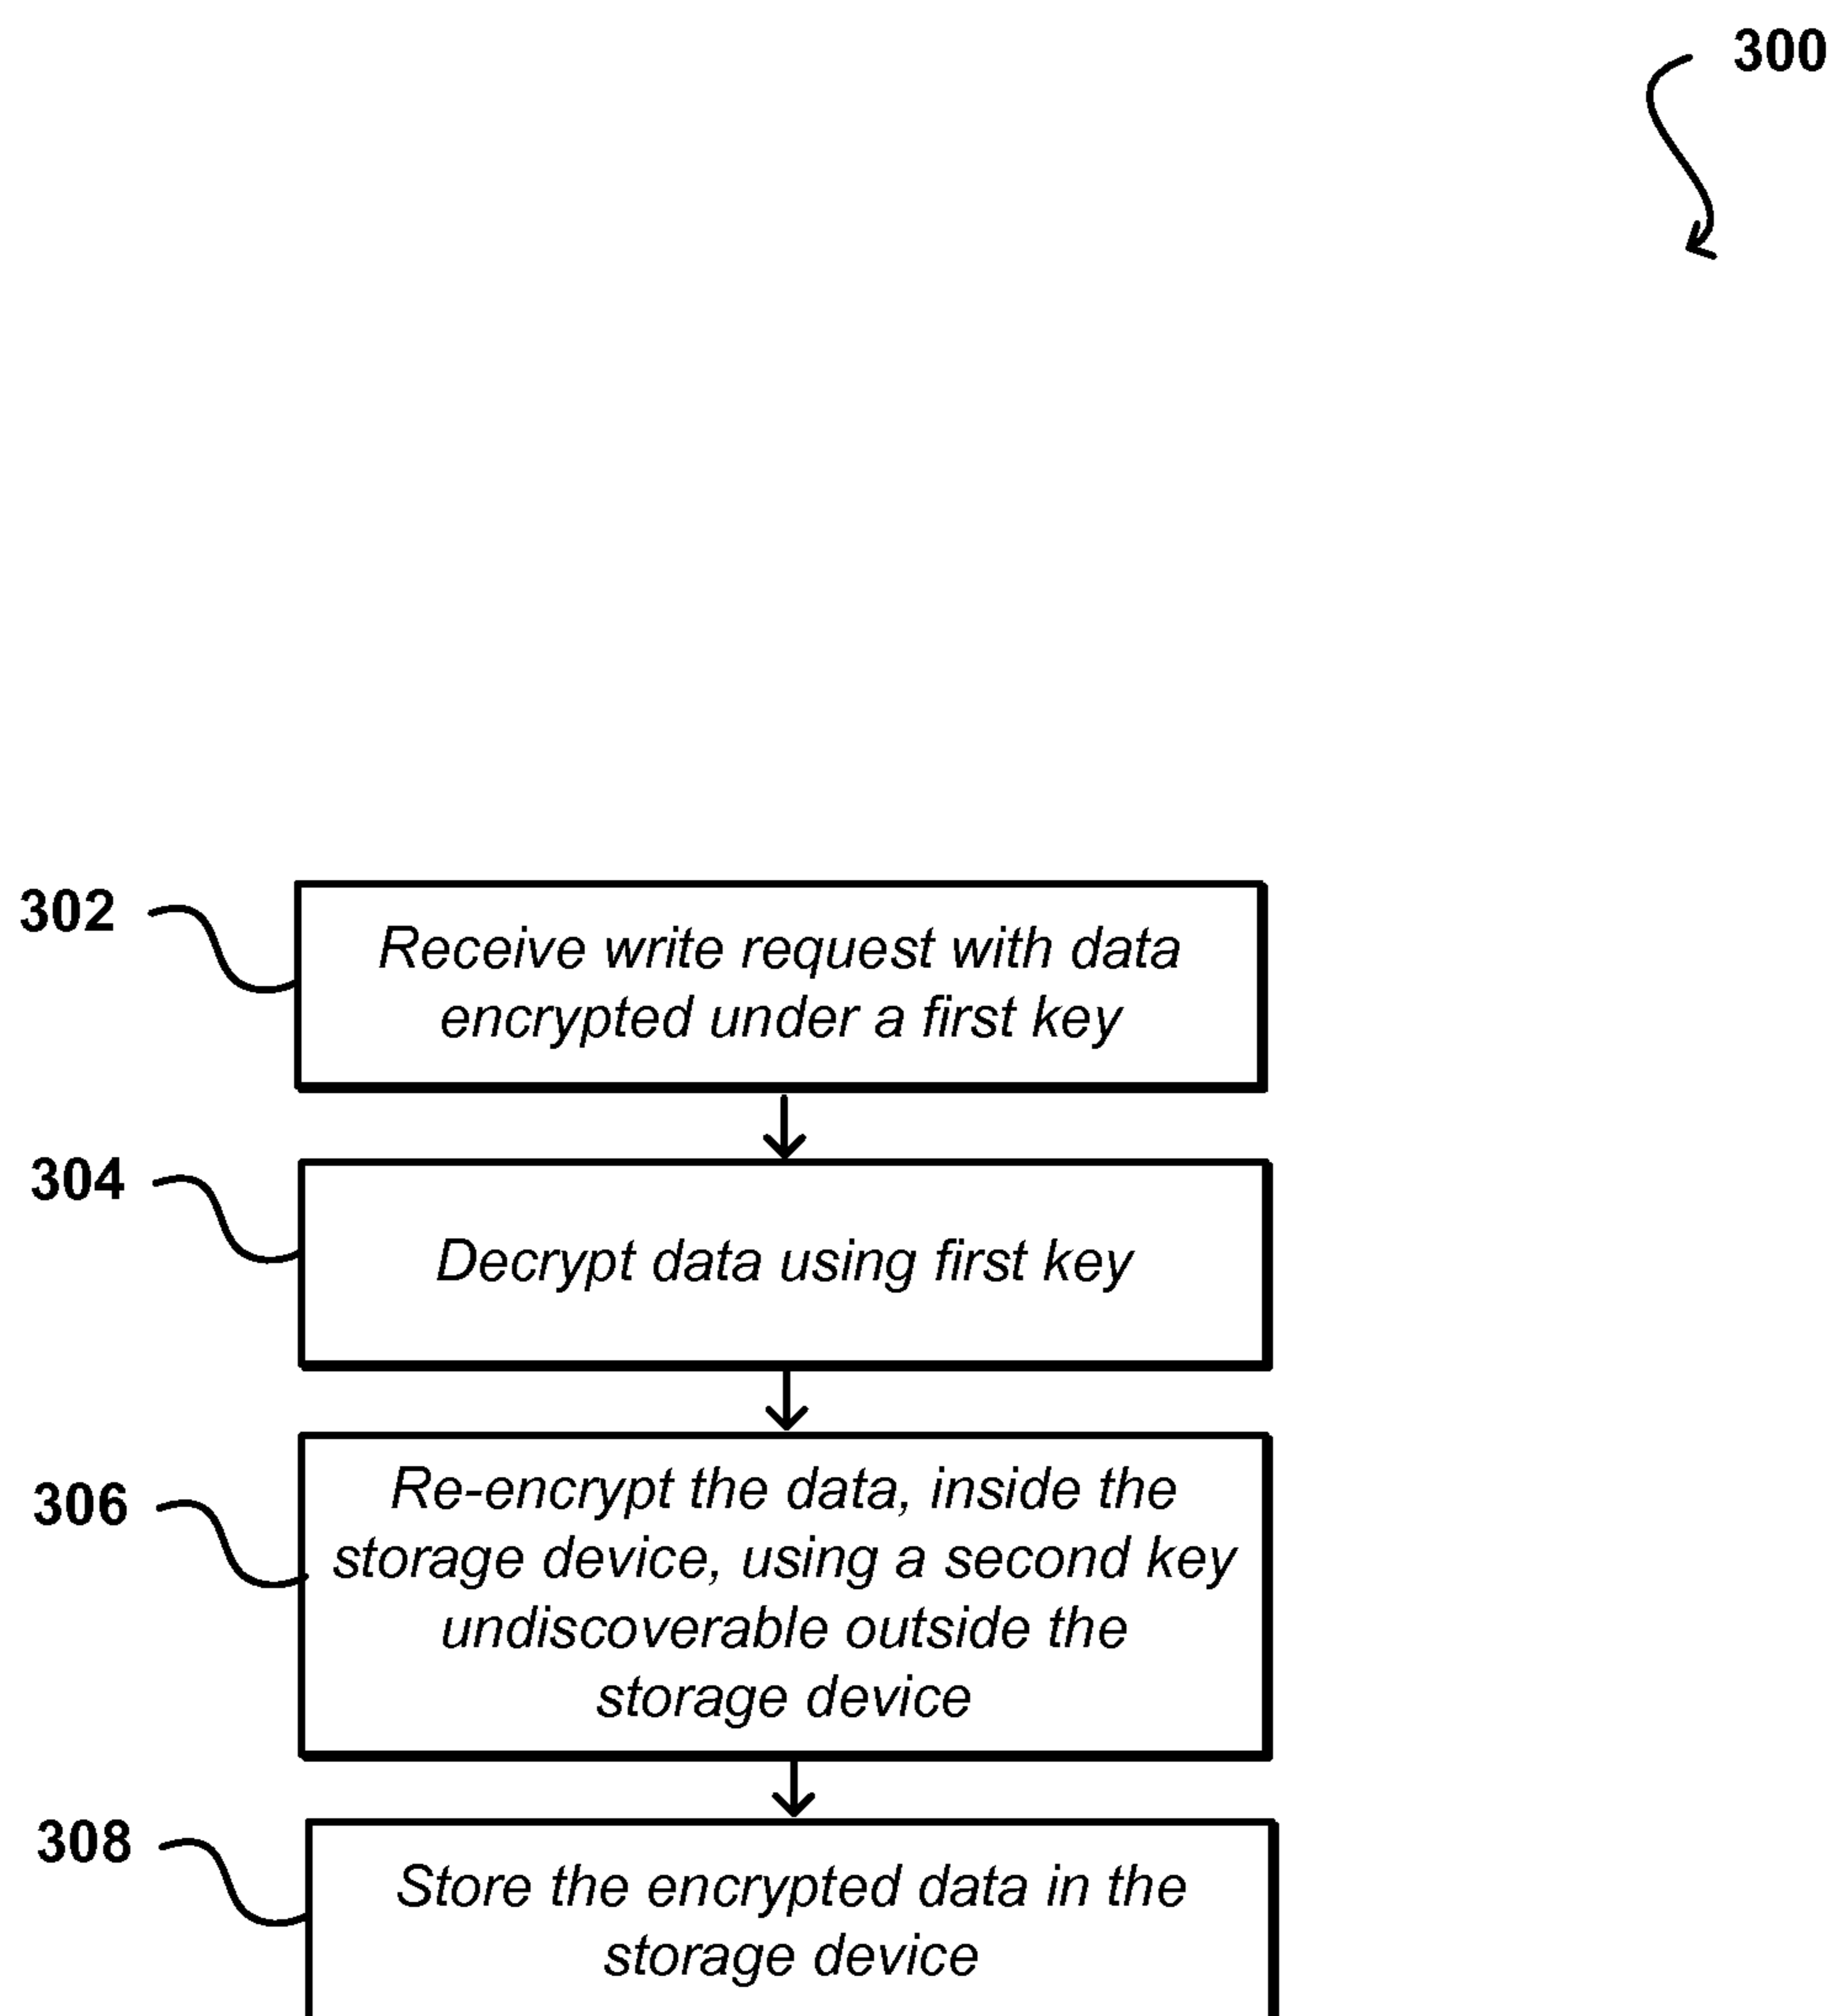 300
302
Receive write request with data
encrypted under a first key
304
Decrypt data using first key
306
Re-encrypt the data, inside the
storage device, using a second key
undiscoverable outside the
storage device
308
Store the encrypted data in the
storage device